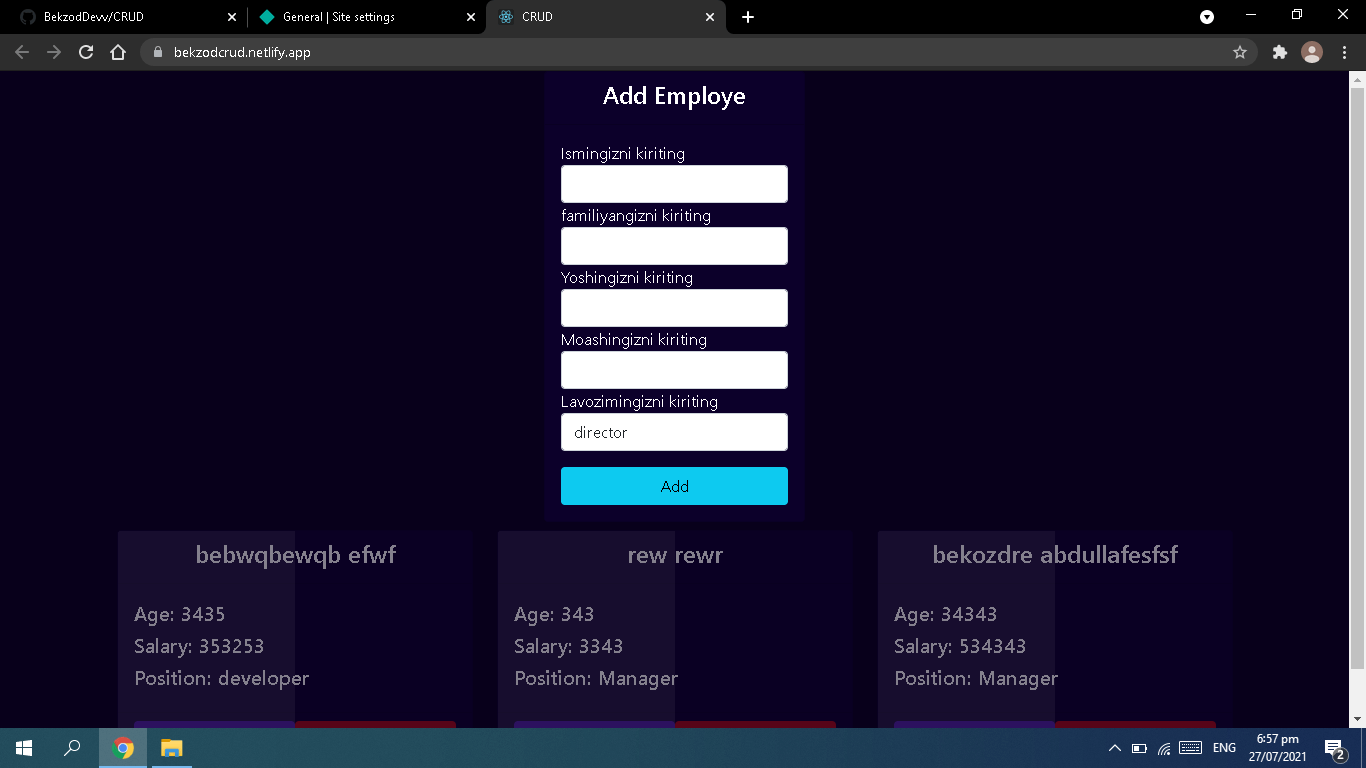 BekzodDevv/CRUD
General | Site settings
CRUD
bekzodcrud.netlify.app
Add Employe
Ismingizni kiriting
familiyangizni kiriting
Yoshingizni kiriting
Moashingizni kiriting
Lavozimingizni kiriting
director
Add
bebwqbewqb efwf
Age: 3435
Salary: 353253
Position: developer
rew rewr
Age: 343
Salary: 3343
Position: Manager
bekozdre abdullafesfsf
Age: 34343
Salary: 534343
Position: Manager
ENG
6:57 pm
27/07/2021
2